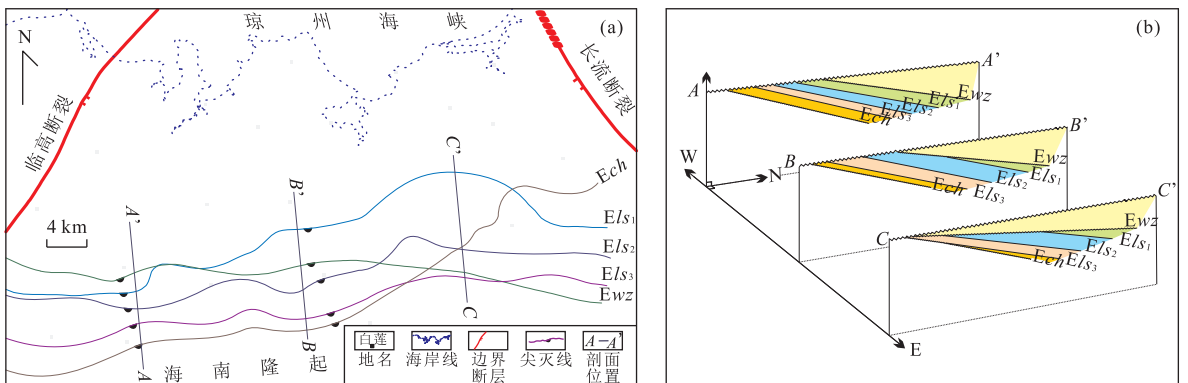 (a)
琼州海峡
N
临高断裂
长流断裂
4 km
A'
B'
C'
Ech
Els₁
Els₂
Els₃
Ewz
A
B
C
海南隆起
白莲
地名
海岸线
边界
断层
尖灭线
A—A'
剖面
位置
(b)
A
A'
Ewz
Els₁
Els₂
Els₃
Ech
W
N
B
B'
Ewz
Els₁
Els₂
Els₃
Ech
C
C'
Ewz
Els₁
Els₂
Els₃
Ech
E